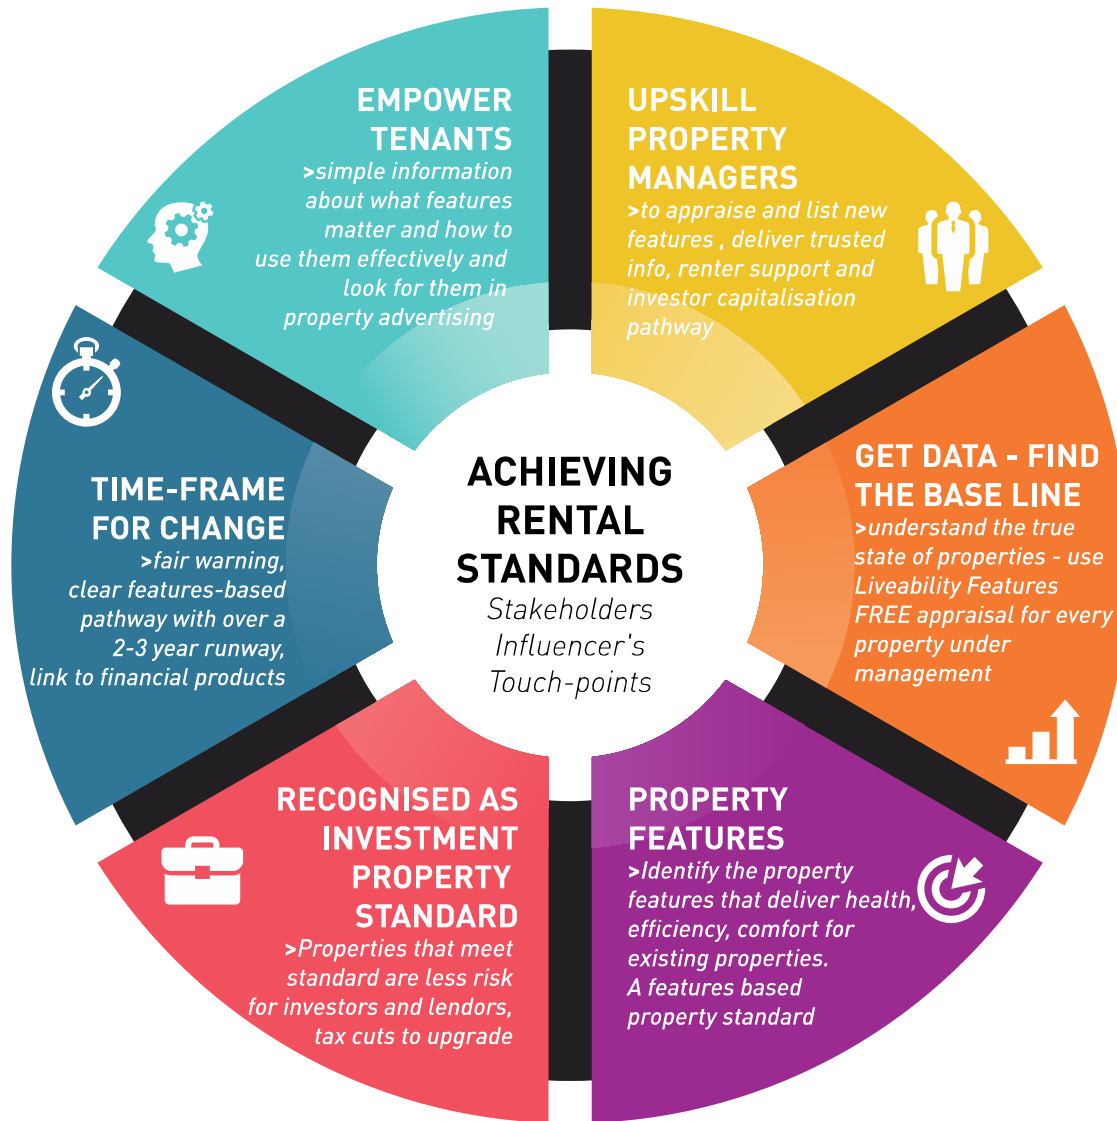 EMPOWER
TENANTS
>simple information
about what features
matter and how to
use them effectively and
look for them in
property advertising
UPSKILL
PROPERTY
MANAGERS
>to appraise and list new
features , deliver trusted
info, renter support and
investor capitalisation
pathway
GET DATA - FIND
THE BASE LINE
>understand the true
state of properties - use
Liveability Features
FREE appraisal for every
property under
management
PROPERTY
FEATURES
>Identify the property
features that deliver health,
efficiency, comfort for
existing properties.
A features based
property standard
RECOGNISED AS
INVESTMENT
PROPERTY
STANDARD
>Properties that meet
standard are less risk
for investors and lendors,
tax cuts to upgrade
TIME-FRAME
FOR CHANGE
>fair warning,
clear features-based
pathway with over a
2-3 year runway,
link to financial products
ACHIEVING
RENTAL
STANDARDS
Stakeholders
Influencer's
Touch-points